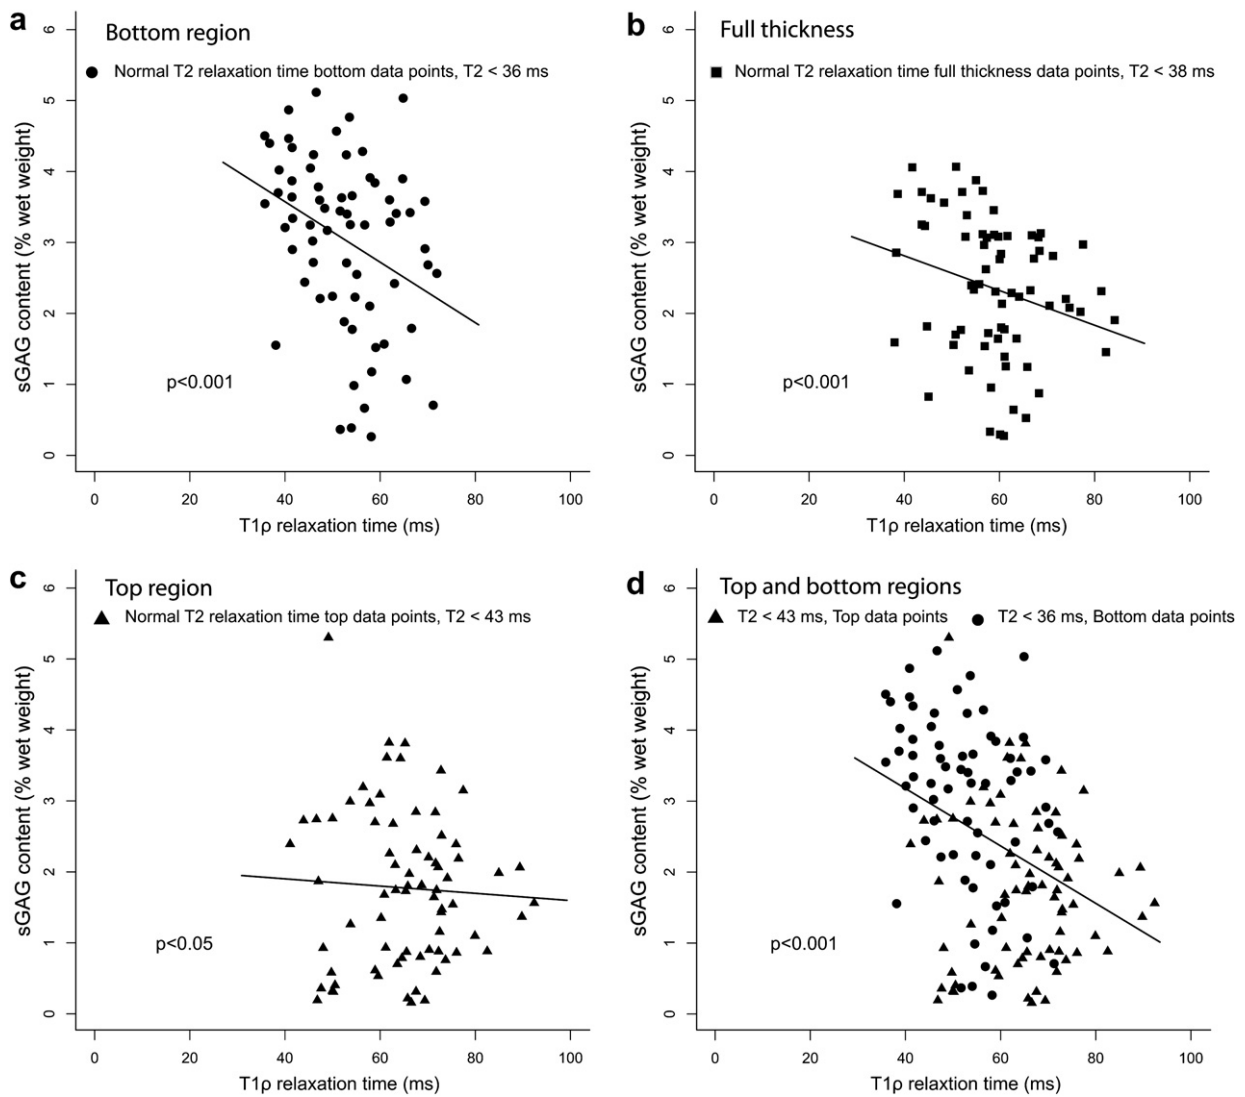 a
Bottom region
Normal T2 relaxation time bottom data points, T2 < 36 ms
6
5
4
3
2
1
0
sGAG content (% wet weight)
p<0.001
0 20 40 60 80 100
T1ρ relaxation time (ms)
b
Full thickness
Normal T2 relaxation time full thickness data points, T2 < 38 ms
6
5
4
3
2
1
0
sGAG content (% wet weight)
p<0.001
0 20 40 60 80 100
T1ρ relaxation time (ms)
c
Top region
Normal T2 relaxation time top data points, T2 < 43 ms
6
5
4
3
2
1
0
sGAG content (% wet weight)
p<0.05
0 20 40 60 80 100
T1ρ relaxation time (ms)
d
Top and bottom regions
T2 < 43 ms, Top data points T2 < 36 ms, Bottom data points
6
5
4
3
2
1
0
sGAG content (% wet weight)
p<0.001
0 20 40 60 80 100
T1ρ relaxtion time (ms)